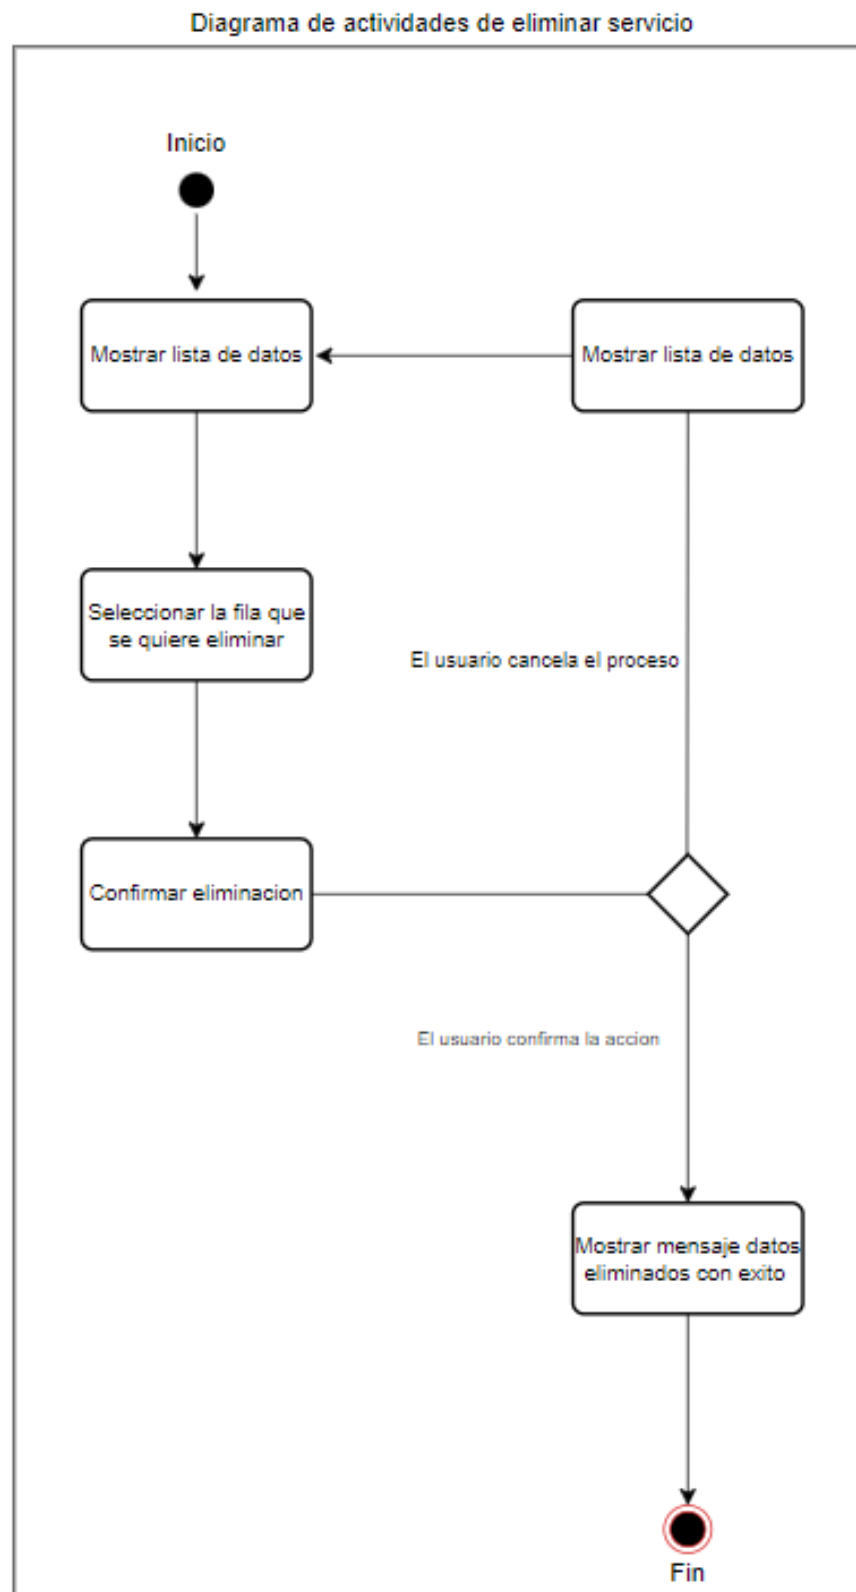 Diagrama de actividades de eliminar servicio
Inicio
Mostrar lista de datos
Mostrar lista de datos
Seleccionar la fila que
se quiere eliminar
El usuario cancela el proceso
Confirmar eliminacion
El usuario confirma la accion
Mostrar mensaje datos
eliminados con exito
Fin